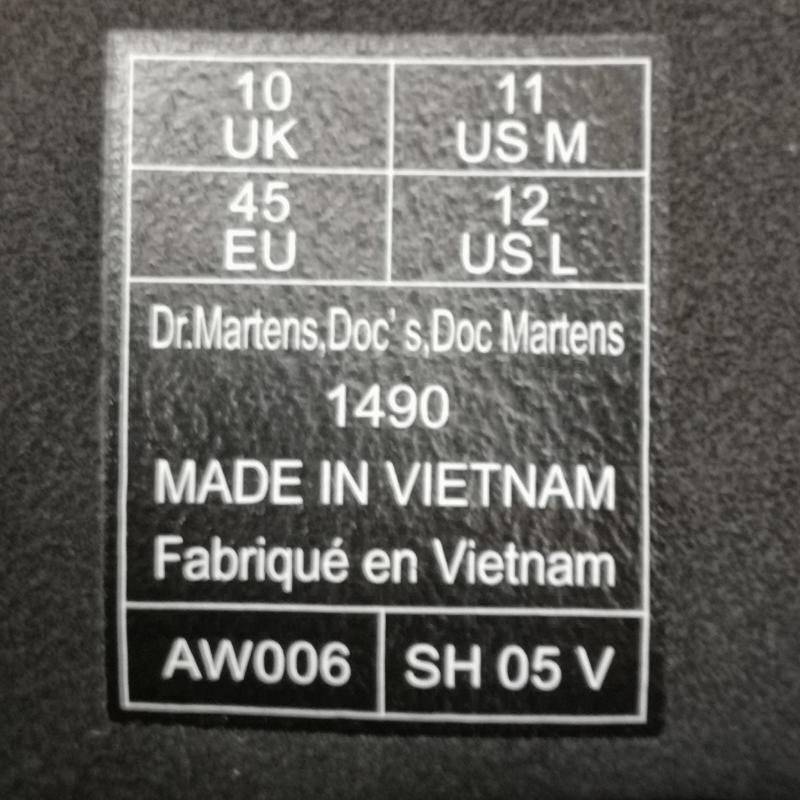 10
UK
11
US M
45
EU
12
US L
Dr.Martens,Doc's,Doc Martens
1490
MADE IN VIETNAM
Fabriqué en Vietnam
AW006
SH 05 V